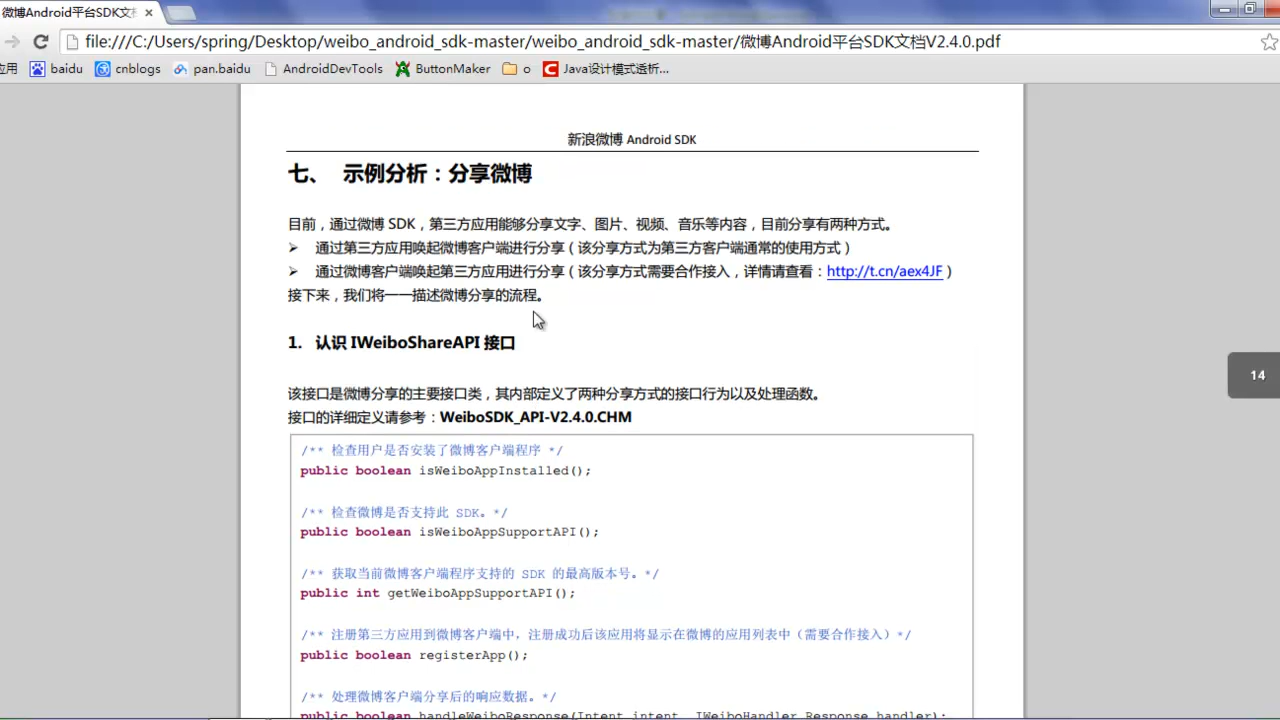 微博Android平台SDK文档
file:///C:/Users/spring/Desktop/weibo_android_sdk-master/weibo_android_sdk-master/微博Android平台SDK文档V2.4.0.pdf
应用 baidu cnblogs pan.baidu AndroidDevTools ButtonMaker o Java设计模式透析...
新浪微博 Android SDK
七、 示例分析：分享微博
目前，通过微博 SDK，第三方应用能够分享文字、图片、视频、音乐等内容，目前分享有两种方式。
➢ 通过第三方应用唤起微博客户端进行分享（该分享方式为第三方客户端通常的使用方式）
➢ 通过微博客户端唤起第三方应用进行分享（该分享方式需要合作接入，详情请查看：http://t.cn/aex4JF）
接下来，我们将一一描述微博分享的流程。
1. 认识 IWeiboShareAPI 接口
14
该接口是微博分享的主要接口类，其内部定义了两种分享方式的接口行为以及处理函数。
接口的详细定义请参考：WeiboSDK_API-V2.4.0.CHM
/** 检查用户是否安装了微博客户端程序 */
public boolean isWeiboAppInstalled();
/** 检查微博是否支持此 SDK。*/
public boolean isWeiboAppSupportAPI();
/** 获取当前微博客户端程序支持的 SDK 的最高版本号。*/
public int getWeiboAppSupportAPI();
/** 注册第三方应用到微博客户端中，注册成功后该应用将显示在微博的应用列表中（需要合作接入）*/
public boolean registerApp();
/** 处理微博客户端分享后的响应数据。*/
public boolean handleWeiboResponse(Intent intent, IWeiboHandler.Response handler);